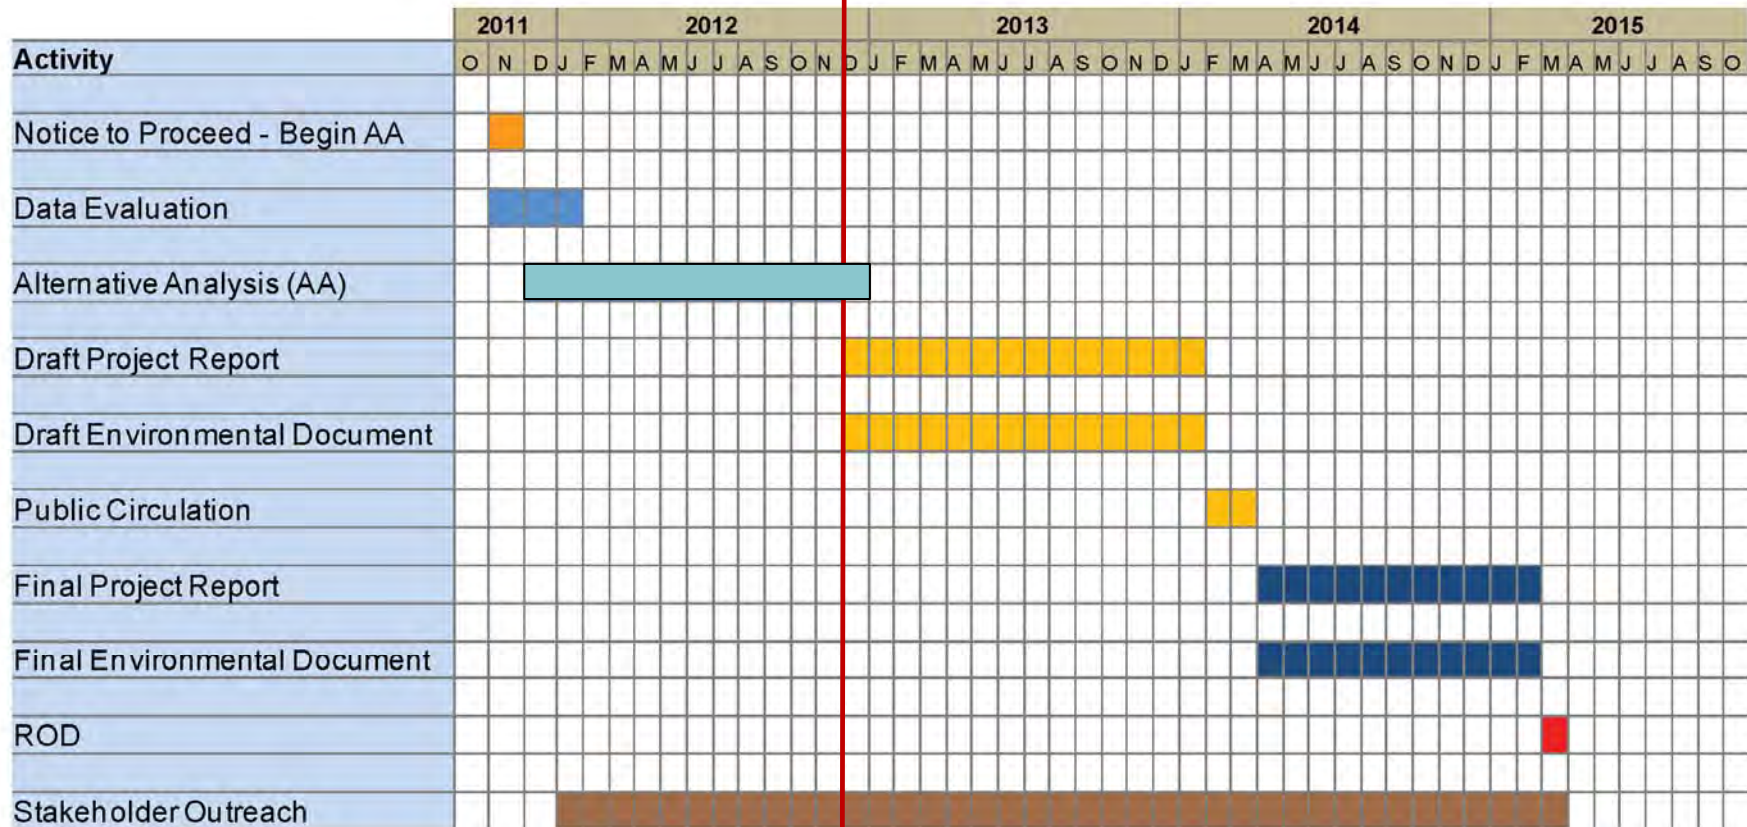 2011 2012 2013 2014 2015
Activity O N D J F M A M J J A S O N D J F M A M J J A S O N D J F M A M J J A S O N D J F M A M J J A S O
Notice to Proceed - Begin AA
Data Evaluation
Alternative Analysis (AA)
Draft Project Report
Draft Environmental Document
Public Circulation
Final Project Report
Final Environmental Document
ROD
Stakeholder Outreach